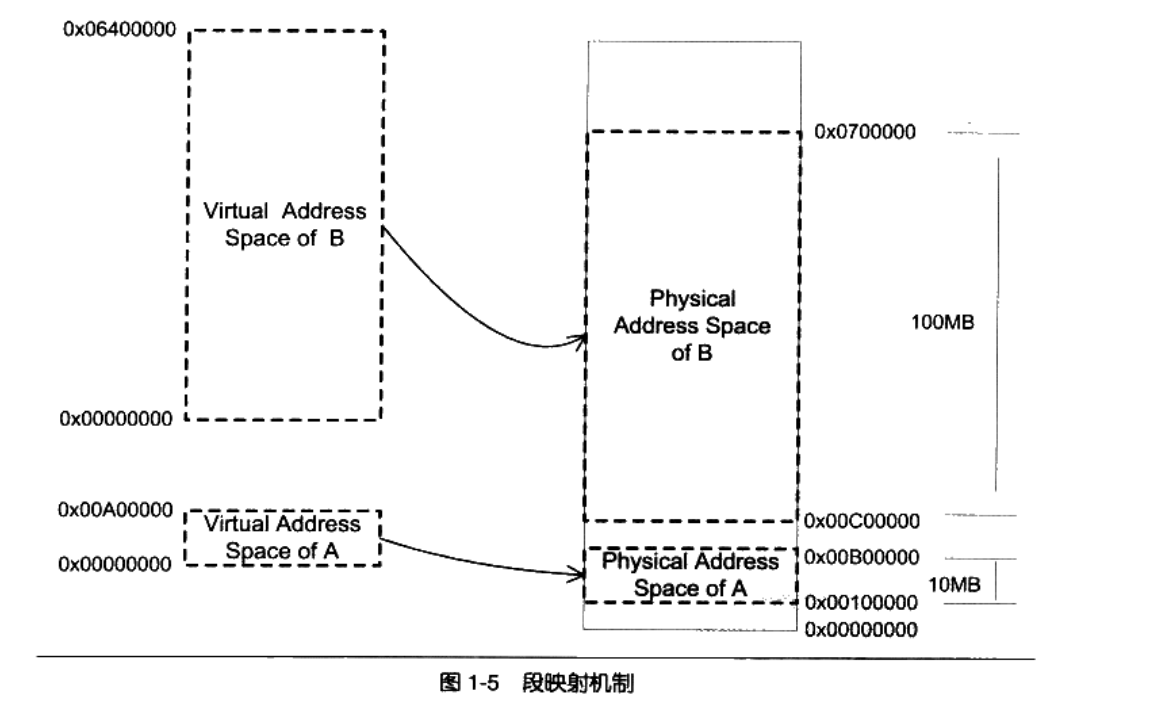 0x06400000
0x0700000
Virtual Address
Space of B
Physical
Address Space
of B
100MB
0x00000000
0x00A00000
Virtual Address
Space of A
0x00000000
0x00C00000
0x00B00000
Physical Address
Space of A
10MB
0x00100000
0x00000000
图 1-5 段映射机制